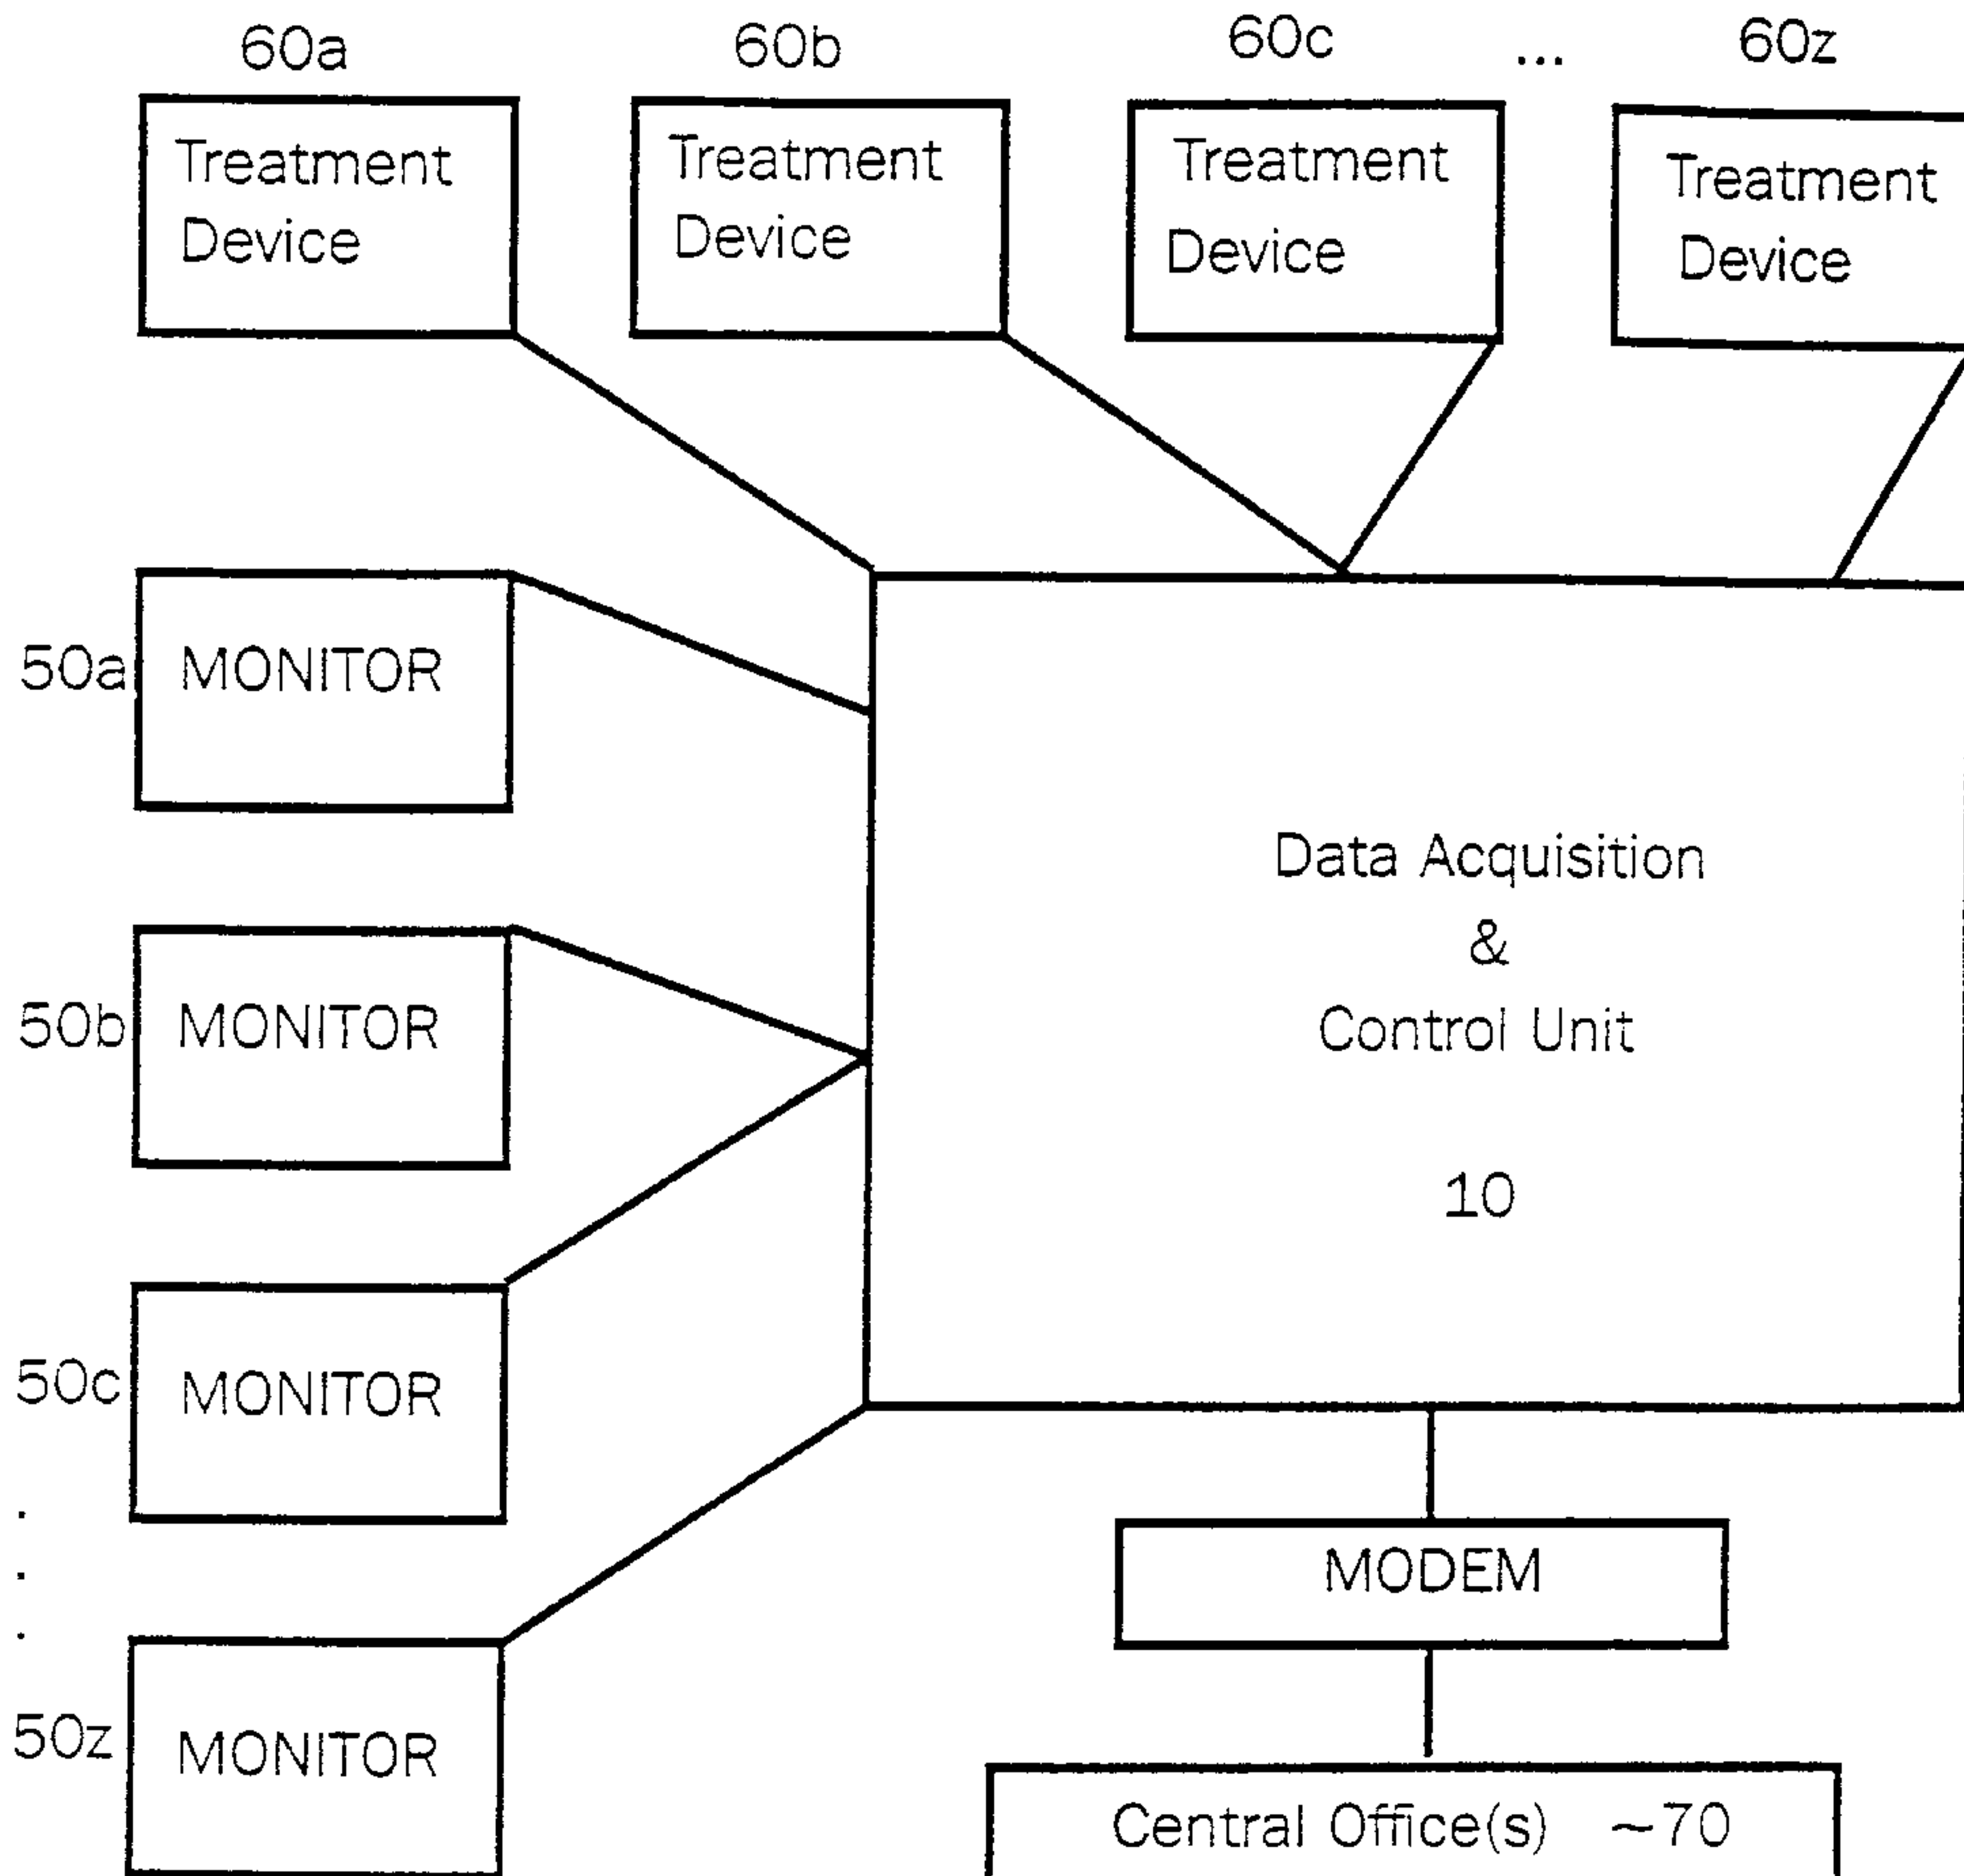 60a 60b 60c ... 60z
Treatment
Device
Treatment
Device
Treatment
Device
Treatment
Device
50a MONITOR
50b MONITOR
50c MONITOR
.
.
.
50z MONITOR
Data Acquisition
&
Control Unit
10
MODEM
Central Office(s) ~70